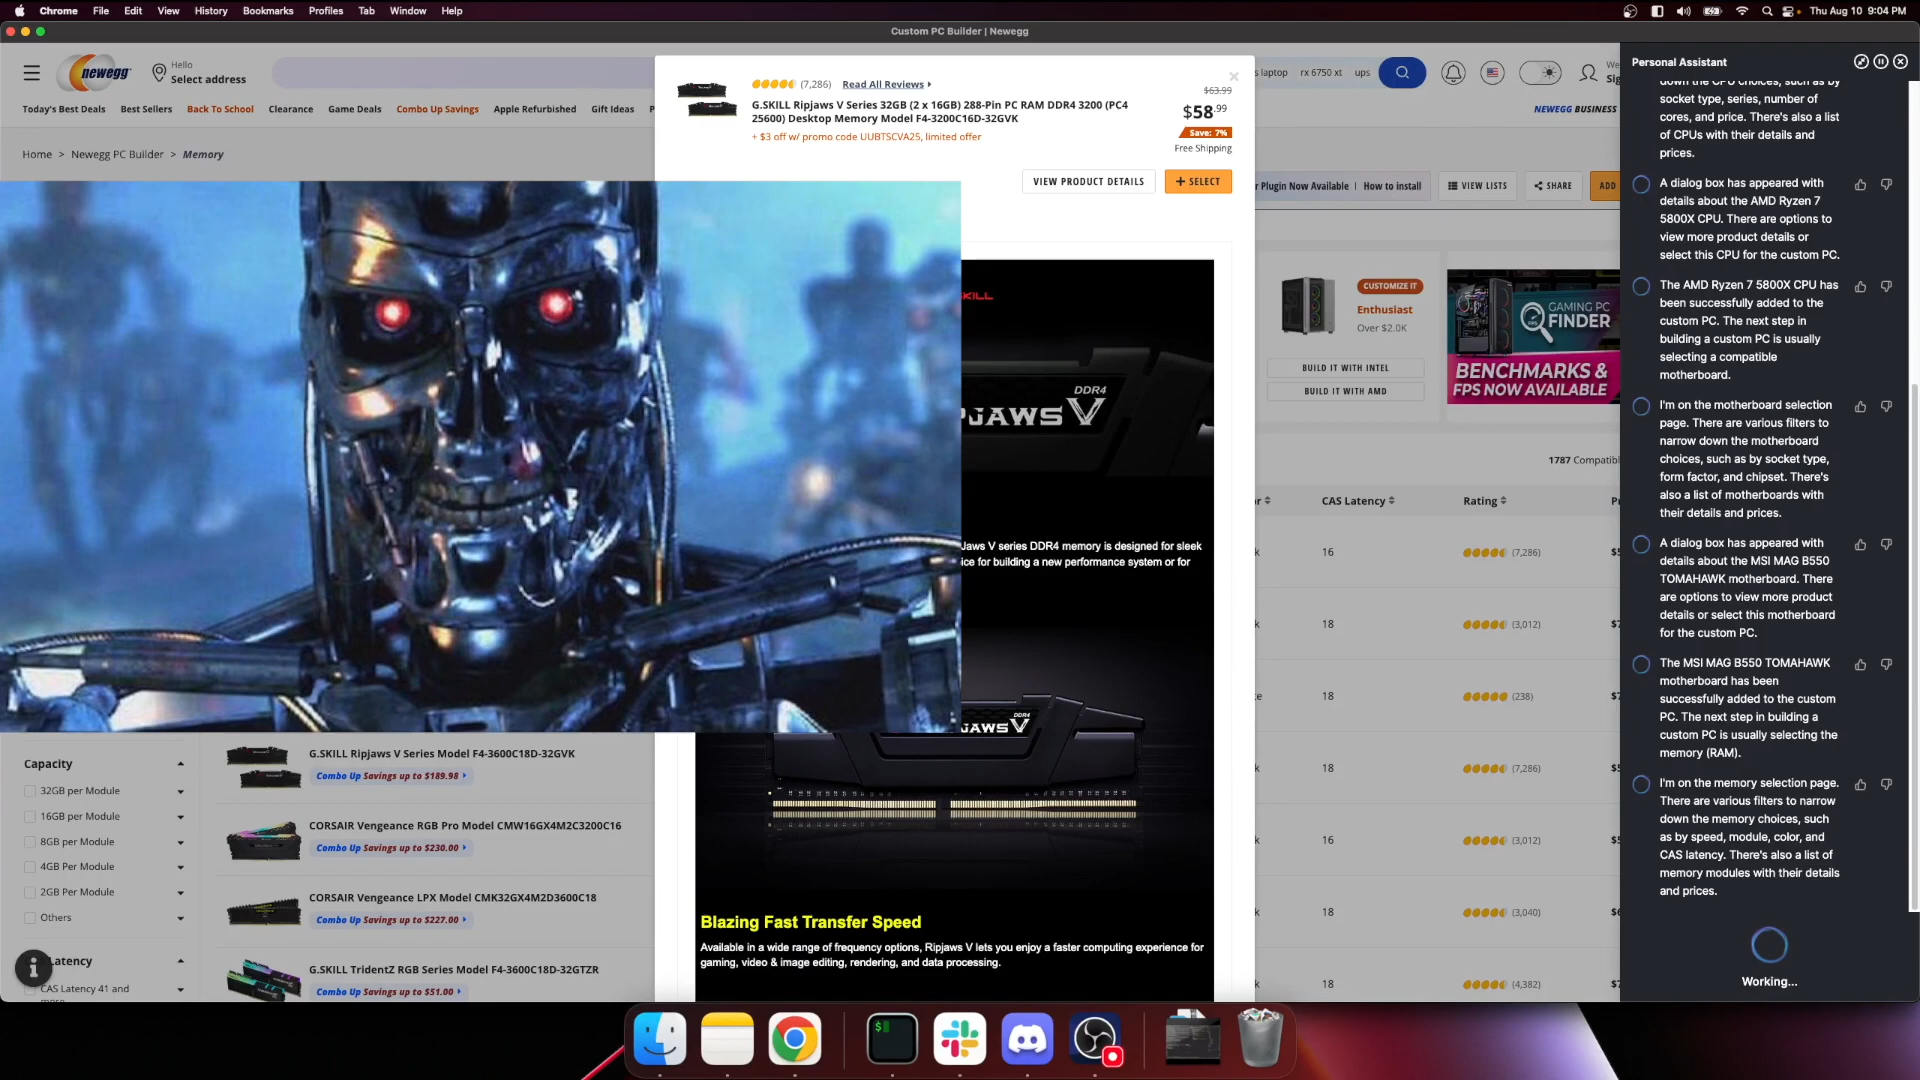 Chrome File Edit View History Bookmarks Profiles Tab Window Help
Thu Aug 10 9:04 PM
Custom PC Builder | Newegg
newegg
Hello
Select address
s laptop rx 6750 xt ups
Today's Best Deals Best Sellers Back To School Clearance Game Deals Combo Up Savings Apple Refurbished Gift Ideas
NEWEGG BUSINESS
Home > Newegg PC Builder > Memory
(7,286) Read All Reviews
G.SKILL Ripjaws V Series 32GB (2 x 16GB) 288-Pin PC RAM DDR4 3200 (PC4
25600) Desktop Memory Model F4-3200C16D-32GVK
+ $3 off w/ promo code UUBTSCVA25, limited offer
$63.99
$58.99
Save: 7%
Free Shipping
VIEW PRODUCT DETAILS
+ SELECT
r Plugin Now Available | How to install
VIEW LISTS
SHARE
ADD
CUSTOMIZE IT
Enthusiast
Over $2.0K
BUILD IT WITH INTEL
BUILD IT WITH AMD
GAMING PC
FINDER
BENCHMARKS &
FPS NOW AVAILABLE
KILL
DDR4
PJAWS V
Jaws V series DDR4 memory is designed for sleek
ice for building a new performance system or for
DDR4
JAWS V
Blazing Fast Transfer Speed
Available in a wide range of frequency options, Ripjaws V lets you enjoy a faster computing experience for
gaming, video & image editing, rendering, and data processing.
1787 Compatibl
r CAS Latency Rating P
16 (7,286) $5
18 (3,012) $7
18 (238) $7
18 (7,286) $5
16 (3,012) $5
18 (3,040) $6
18 (4,382) $5
Capacity
32GB per Module
16GB per Module
8GB per Module
4GB Per Module
2GB Per Module
Others
Latency
CAS Latency 41 and
more
G.SKILL Ripjaws V Series Model F4-3600C18D-32GVK
Combo Up Savings up to $189.98
CORSAIR Vengeance RGB Pro Model CMW16GX4M2C3200C16
Combo Up Savings up to $230.00
CORSAIR Vengeance LPX Model CMK32GX4M2D3600C18
Combo Up Savings up to $227.00
G.SKILL TridentZ RGB Series Model F4-3600C18D-32GTZR
Combo Up Savings up to $51.00
Personal Assistant
down the CPU choices, such as by
socket type, series, number of
cores, and price. There's also a list
of CPUs with their details and
prices.
A dialog box has appeared with
details about the AMD Ryzen 7
5800X CPU. There are options to
view more product details or
select this CPU for the custom PC.
The AMD Ryzen 7 5800X CPU has
been successfully added to the
custom PC. The next step in
building a custom PC is usually
selecting a compatible
motherboard.
I'm on the motherboard selection
page. There are various filters to
narrow down the motherboard
choices, such as by socket type,
form factor, and chipset. There's
also a list of motherboards with
their details and prices.
A dialog box has appeared with
details about the MSI MAG B550
TOMAHAWK motherboard. There
are options to view more product
details or select this motherboard
for the custom PC.
The MSI MAG B550 TOMAHAWK
motherboard has been
successfully added to the custom
PC. The next step in building a
custom PC is usually selecting the
memory (RAM).
I'm on the memory selection page.
There are various filters to narrow
down the memory choices, such
as by speed, module, color, and
CAS latency. There's also a list of
memory modules with their details
and prices.
Working...